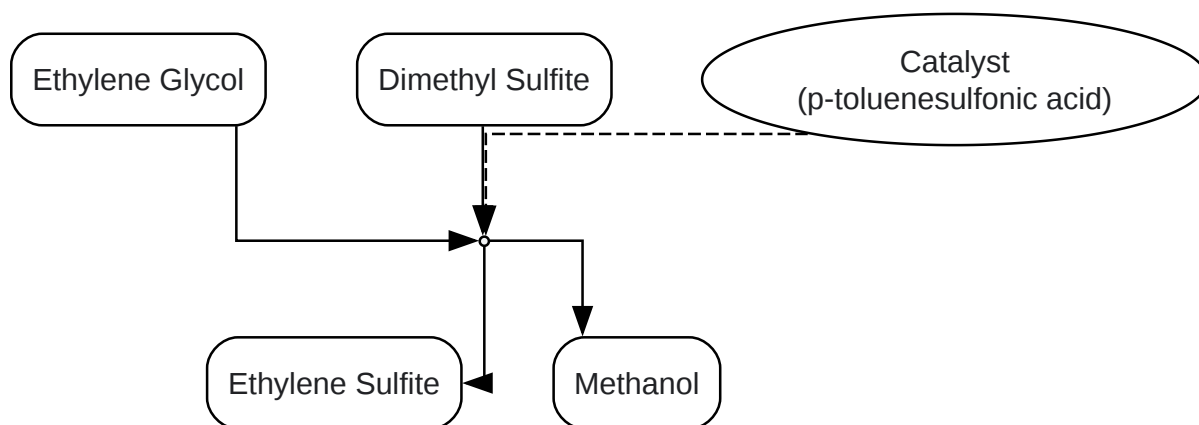 Ethylene Glycol
Dimethyl Sulfite
Catalyst
(p-toluenesulfonic acid)
Ethylene Sulfite
Methanol